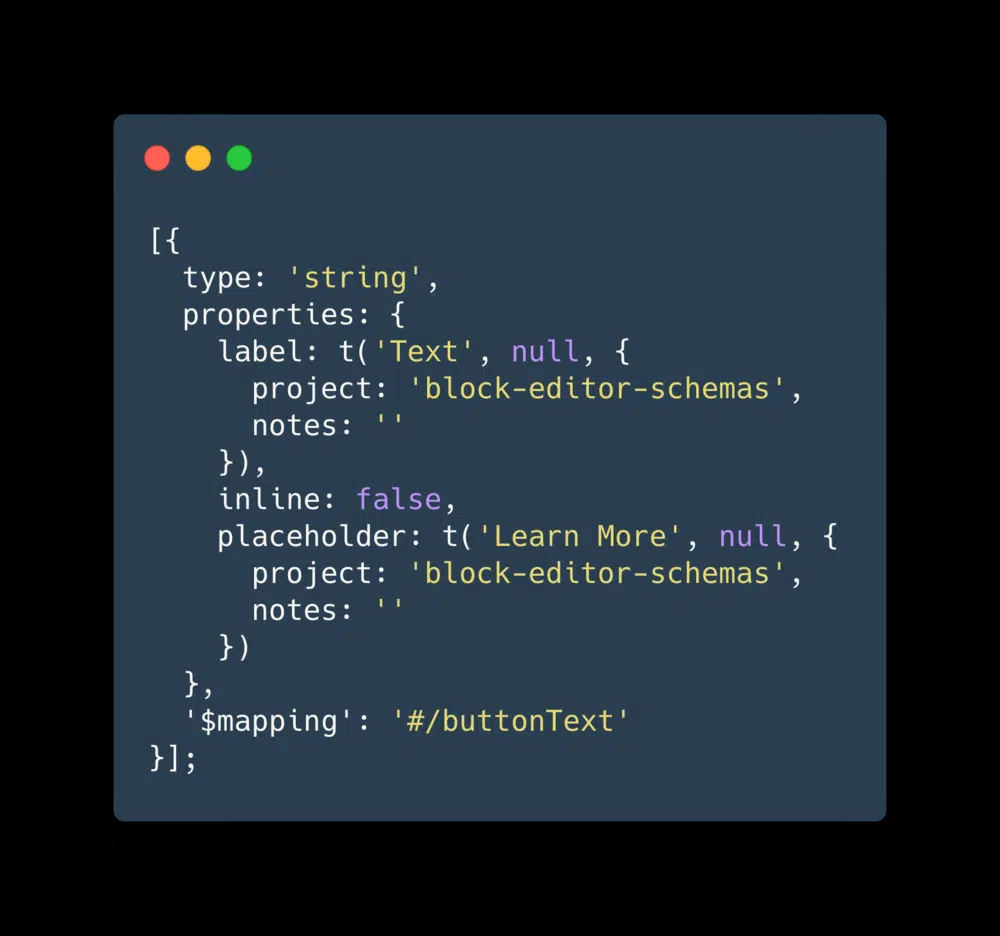 [{
  type: 'string',
  properties: {
    label: t('Text', null, {
      project: 'block-editor-schemas',
      notes: ''
    }),
    inline: false,
    placeholder: t('Learn More', null, {
      project: 'block-editor-schemas',
      notes: ''
    })
  },
  '$mapping': '#/buttonText'
}];